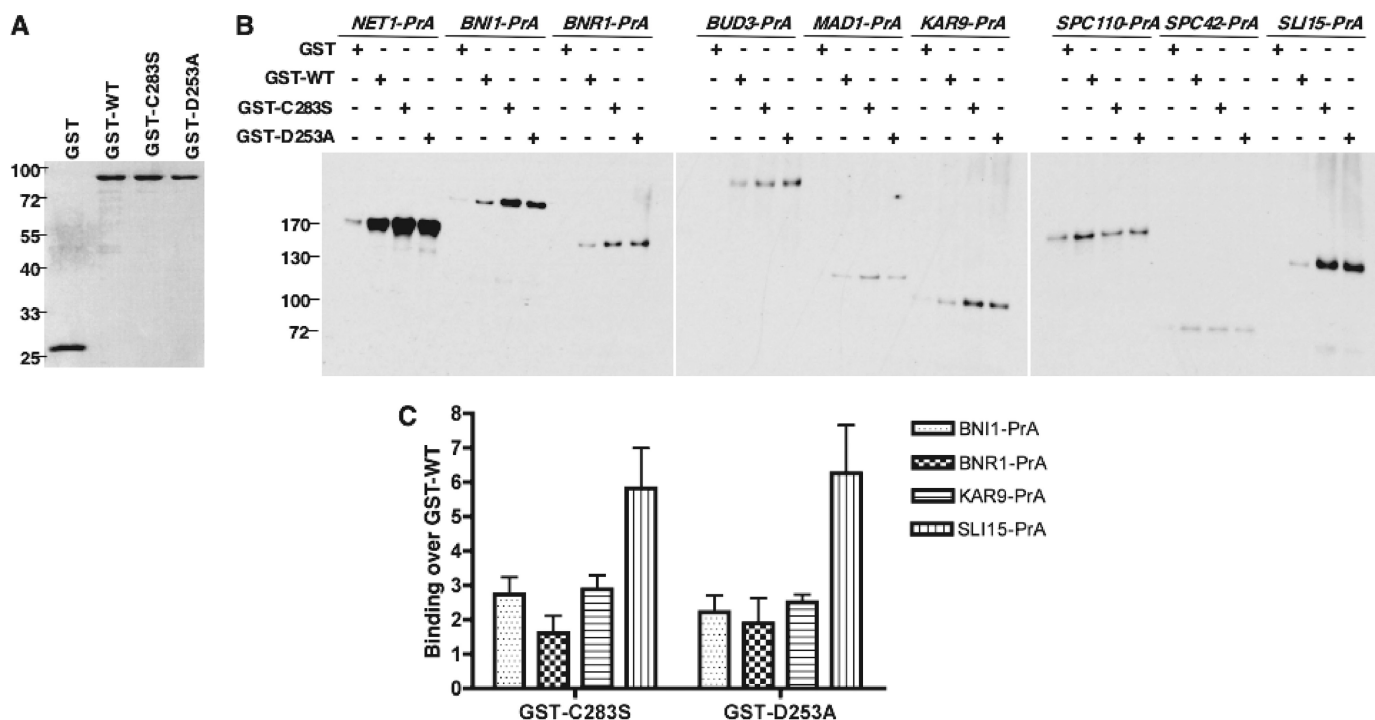 A
GST
GST-WT
GST-C283S
GST-D253A
100
72
55
40
33
25
B
NET1-PrA BNI1-PrA BNR1-PrA BUD3-PrA MAD1-PrA KAR9-PrA SPC110-PrA SPC42-PrA SLI15-PrA
GST + - - - + - - - + - - - + - - - + - - - + - - - + - - - + - - - + - - -
GST-WT - + - - - + - - - + - - - + - - - + - - - + - - - + - - - + - - - + - -
GST-C283S - - + - - - + - - - + - - - + - - - + - - - + - - - + - - - + - - - + -
GST-D253A - - - + - - - + - - - + - - - + - - - + - - - + - - - + - - - + - - - +
170
130
100
72
C
Binding over GST-WT
8
7
6
5
4
3
2
1
0
GST-C283S GST-D253A
BNI1-PrA
BNR1-PrA
KAR9-PrA
SLI15-PrA